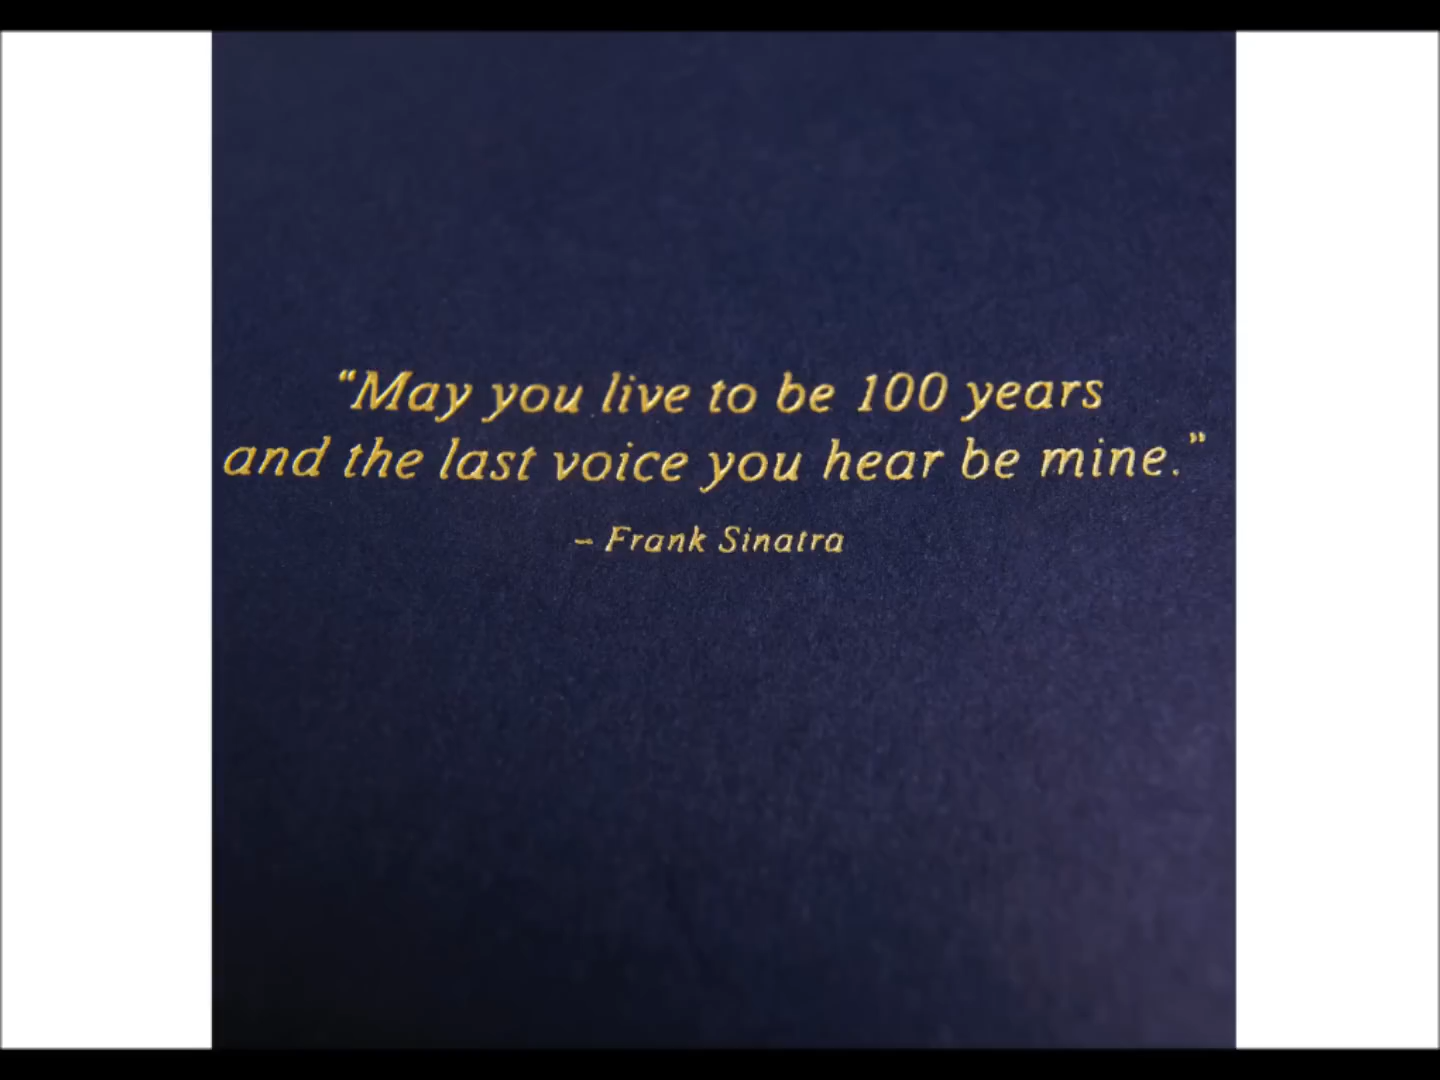 “May you live to be 100 years
and the last voice you hear be mine.”
– Frank Sinatra